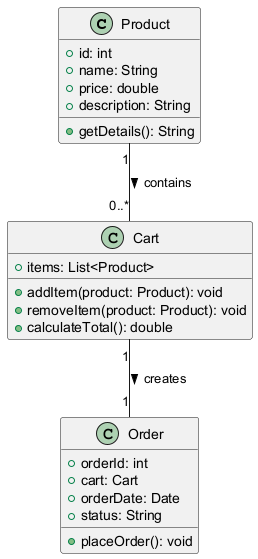 C Product
id: int
name: String
price: double
description: String
getDetails(): String
1
contains
0..*
C Cart
items: List<Product>
addItem(product: Product): void
removeItem(product: Product): void
calculateTotal(): double
1
creates
1
C Order
orderId: int
cart: Cart
orderDate: Date
status: String
placeOrder(): void